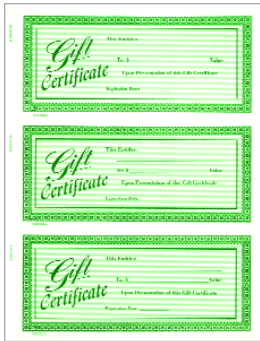 Gift
Certificate
This Entitles
To $ Value
Upon Presentation of this Gift Certificate
Expiration Date
Gift
Certificate
This Entitles
To $ Value
Upon Presentation of this Gift Certificate
Expiration Date
Gift
Certificate
This Entitles
To $ Value
Upon Presentation of this Gift Certificate
Expiration Date